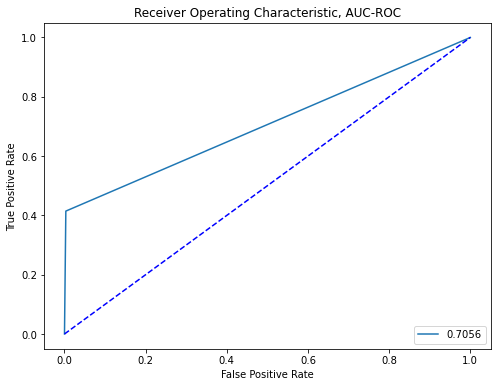 Receiver Operating Characteristic, AUC-ROC
1.0
0.8
0.6
0.4
0.2
0.0
True Positive Rate
0.7056
0.0 0.2 0.4 0.6 0.8 1.0
False Positive Rate